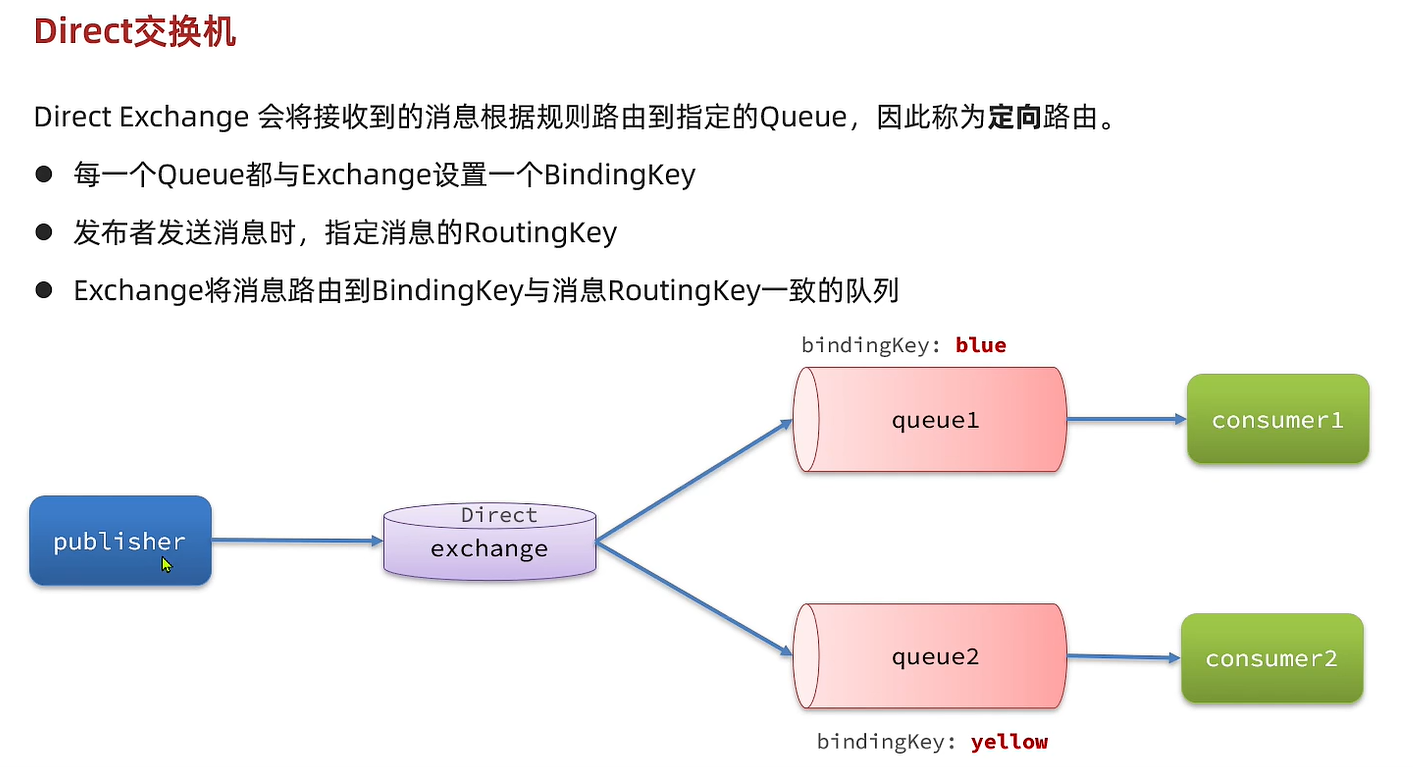 Direct交换机
Direct Exchange 会将接收到的消息根据规则路由到指定的Queue，因此称为定向路由。
● 每一个Queue都与Exchange设置一个BindingKey
● 发布者发送消息时，指定消息的RoutingKey
● Exchange将消息路由到BindingKey与消息RoutingKey一致的队列
bindingKey: blue
queue1
consumer1
publisher
Direct
exchange
queue2
consumer2
bindingKey: yellow